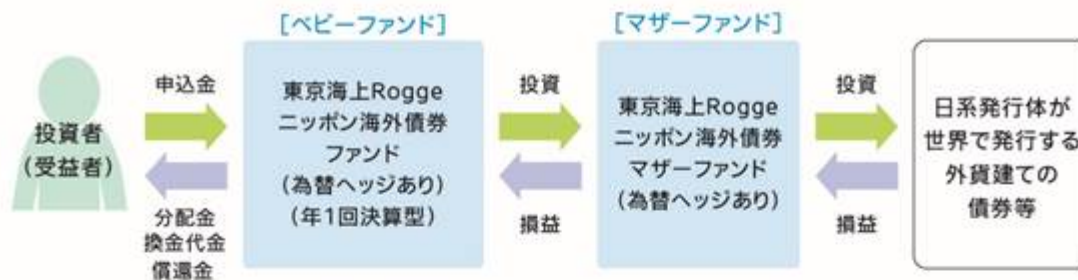 [ベビーファンド]
[マザーファンド]
投資者
(受益者)
申込金
分配金
換金代金
償還金
東京海上Rogge
ニッポン海外債券
ファンド
(為替ヘッジあり)
(年1回決算型)
投資
損益
東京海上Rogge
ニッポン海外債券
マザーファンド
(為替ヘッジあり)
投資
損益
日系発行体が
世界で発行する
外貨建ての
債券等